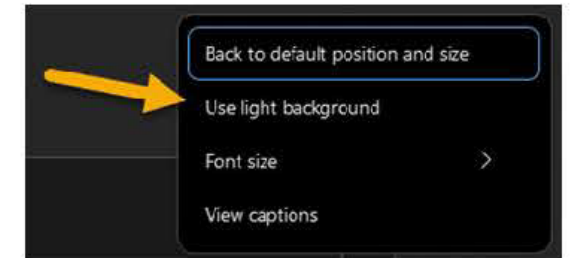 Back to default position and size
Use light background
Font size
View captions